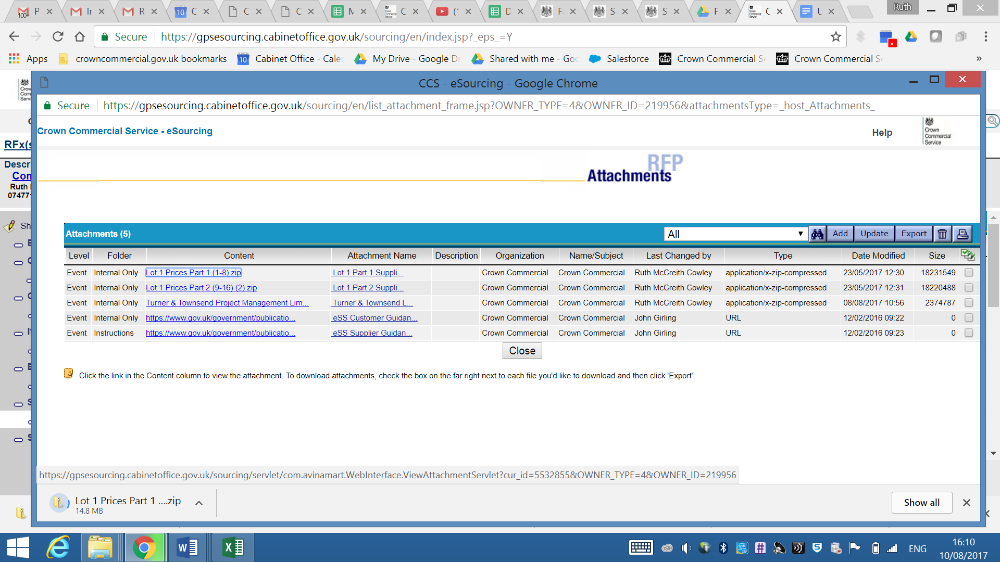 P
100+
I
R
10
C
C
C
M
C
(
D
F
S
S
F
C
U
Ruth
Secure
https://gpsesourcing.cabinetoffice.gov.uk/sourcing/en/index.jsp?_eps_=Y
Apps
crowncommercial.gov.uk bookmarks
10
Cabinet Office - Caler
My Drive - Google Dr
Shared with me - Goo
Salesforce
Crown Commercial Se
Crown Commercial Se
»
CCS - eSourcing - Google Chrome
Secure
https://gpsesourcing.cabinetoffice.gov.uk/sourcing/en/list_attachment_frame.jsp?OWNER_TYPE=4&OWNER_ID=219956&attachmentsType=_host_Attachments_
Crown Commercial Service - eSourcing
Help
Crown
Commercial
Service
RFx(s
Descri
Con
Ruth
07477
Sh
RFP
Attachments
Attachments (5)
All
Add
Update
Export
Level Folder Content Attachment Name Description Organization Name/Subject Last Changed by Type Date Modified Size
Event Internal Only Lot 1 Prices Part 1 (1-8).zip Lot 1 Part 1 Suppli... Crown Commercial Crown Commercial Ruth McCreith Cowley application/x-zip-compressed 23/05/2017 12:30 18231549
Event Internal Only Lot 1 Prices Part 2 (9-16) (2).zip Lot 1 Part 2 Suppli... Crown Commercial Crown Commercial Ruth McCreith Cowley application/x-zip-compressed 23/05/2017 12:31 18220488
Event Internal Only Turner & Townsend Project Management Lim... Turner & Townsend L... Crown Commercial Crown Commercial Ruth McCreith Cowley application/x-zip-compressed 08/08/2017 10:56 2374787
Event Internal Only https://www.gov.uk/government/publicatio... eSS Customer Guidan... Crown Commercial Crown Commercial John Girling URL 12/02/2016 09:22 0
Event Instructions https://www.gov.uk/government/publicatio... eSS Supplier Guidan... Crown Commercial Crown Commercial John Girling URL 12/02/2016 09:23 0
Close
Click the link in the Content column to view the attachment. To download attachments, check the box on the far right next to each file you'd like to download and then click 'Export'.
https://gpsesourcing.cabinetoffice.gov.uk/sourcing/servlet/com.avinamart.WebInterface.ViewAttachmentServlet?cur_id=5532855&OWNER_TYPE=4&OWNER_ID=219956
Lot 1 Prices Part 1 ....zip
14.8 MB
Show all
ENG
16:10
10/08/2017